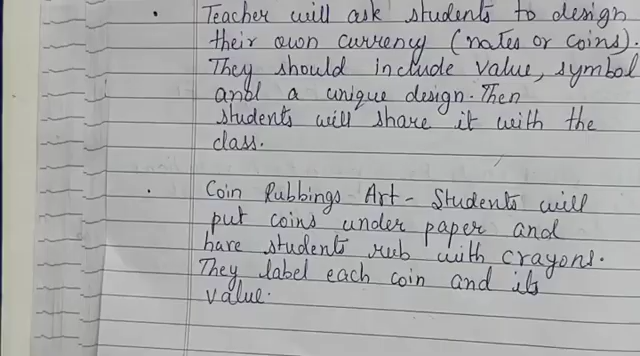 • Teacher will ask students to design
their own currency (notes or coins).
They should include value, symbol
and a unique design. Then
students will share it with the
class.
• Coin Rubbings Art - Students will
put coins under paper and
have students rub with crayons.
They label each coin and its
value.